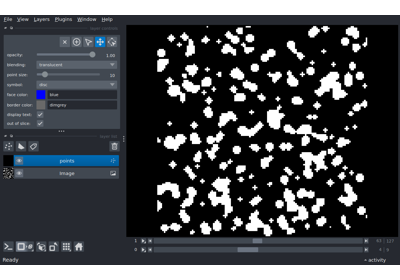 File View Layers Plugins Window Help
opacity: 1.00
blending: translucent
point size: 10
symbol: disc
face color: blue
border color: dimgrey
display text:
out of slice:
points
Image
Ready
activity